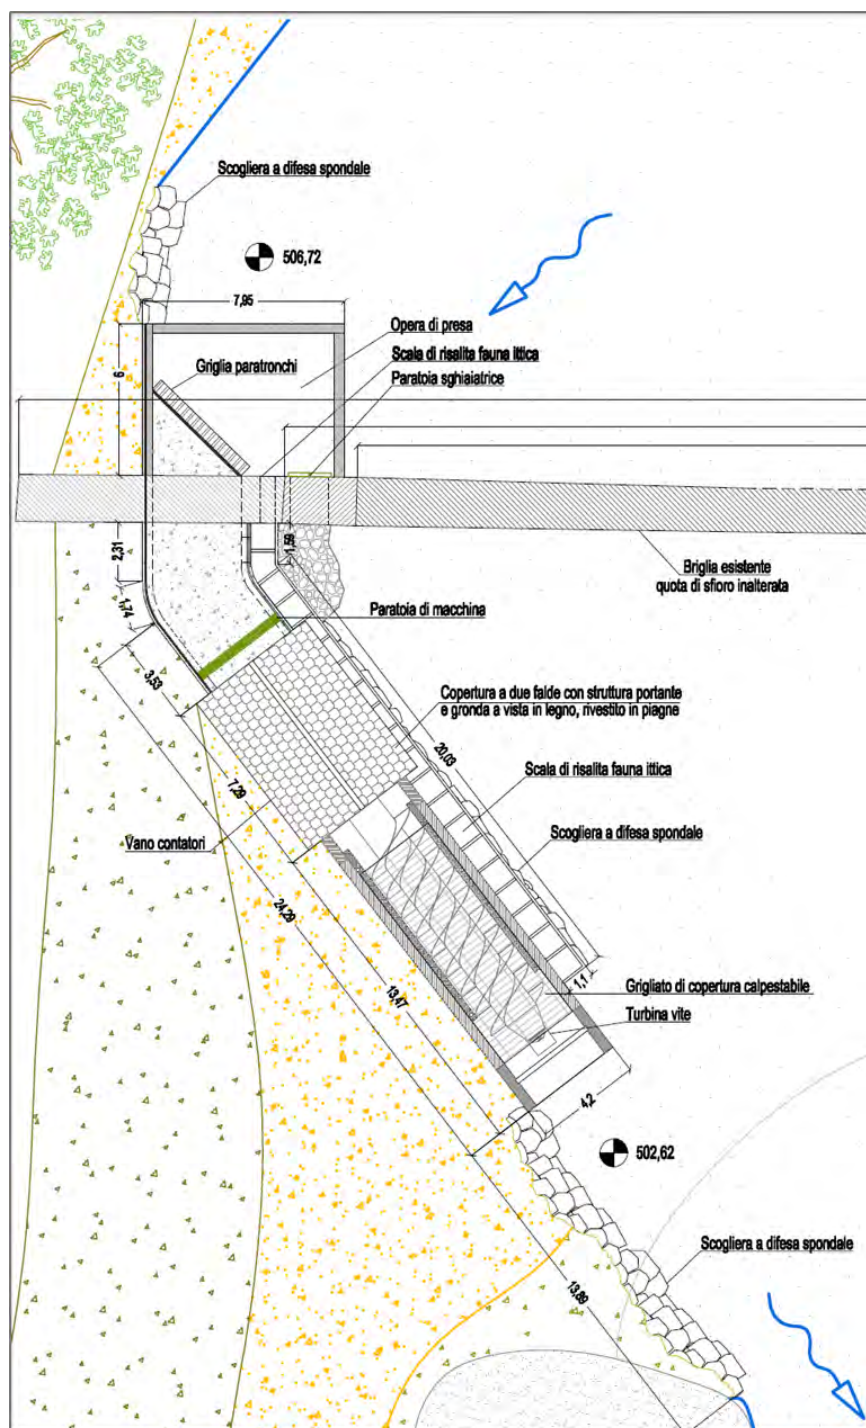 Scogliera a difesa spondale
506,72
7,95
Opera di presa
Scala di risalita fauna ittica
Griglia paratronchi
Paratoia sghiaiatrice
6
2,31
1,59
Briglia esistente
quota di sfioro inalterata
1,74
Paratoia di macchina
3,53
Copertura a due falde con struttura portante
e gronda a vista in legno, rivestito in piagne
20,03
Scala di risalita fauna ittica
7,29
Scogliera a difesa spondale
Vano contatori
24,29
13,47
1,1
Grigliato di copertura calpestabile
Turbina vite
4,2
502,62
Scogliera a difesa spondale
13,89